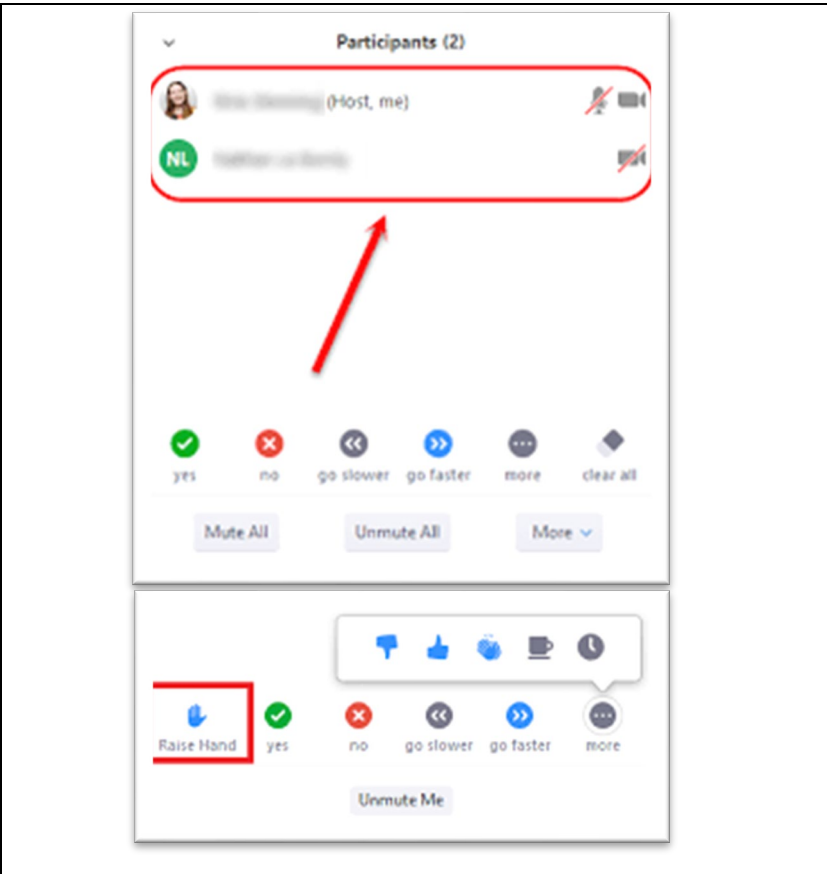 Participants (2)
(Host, me)
NL
yes no go slower go faster more clear all
Mute All Unmute All More
Raise Hand yes no go slower go faster more
Unmute Me